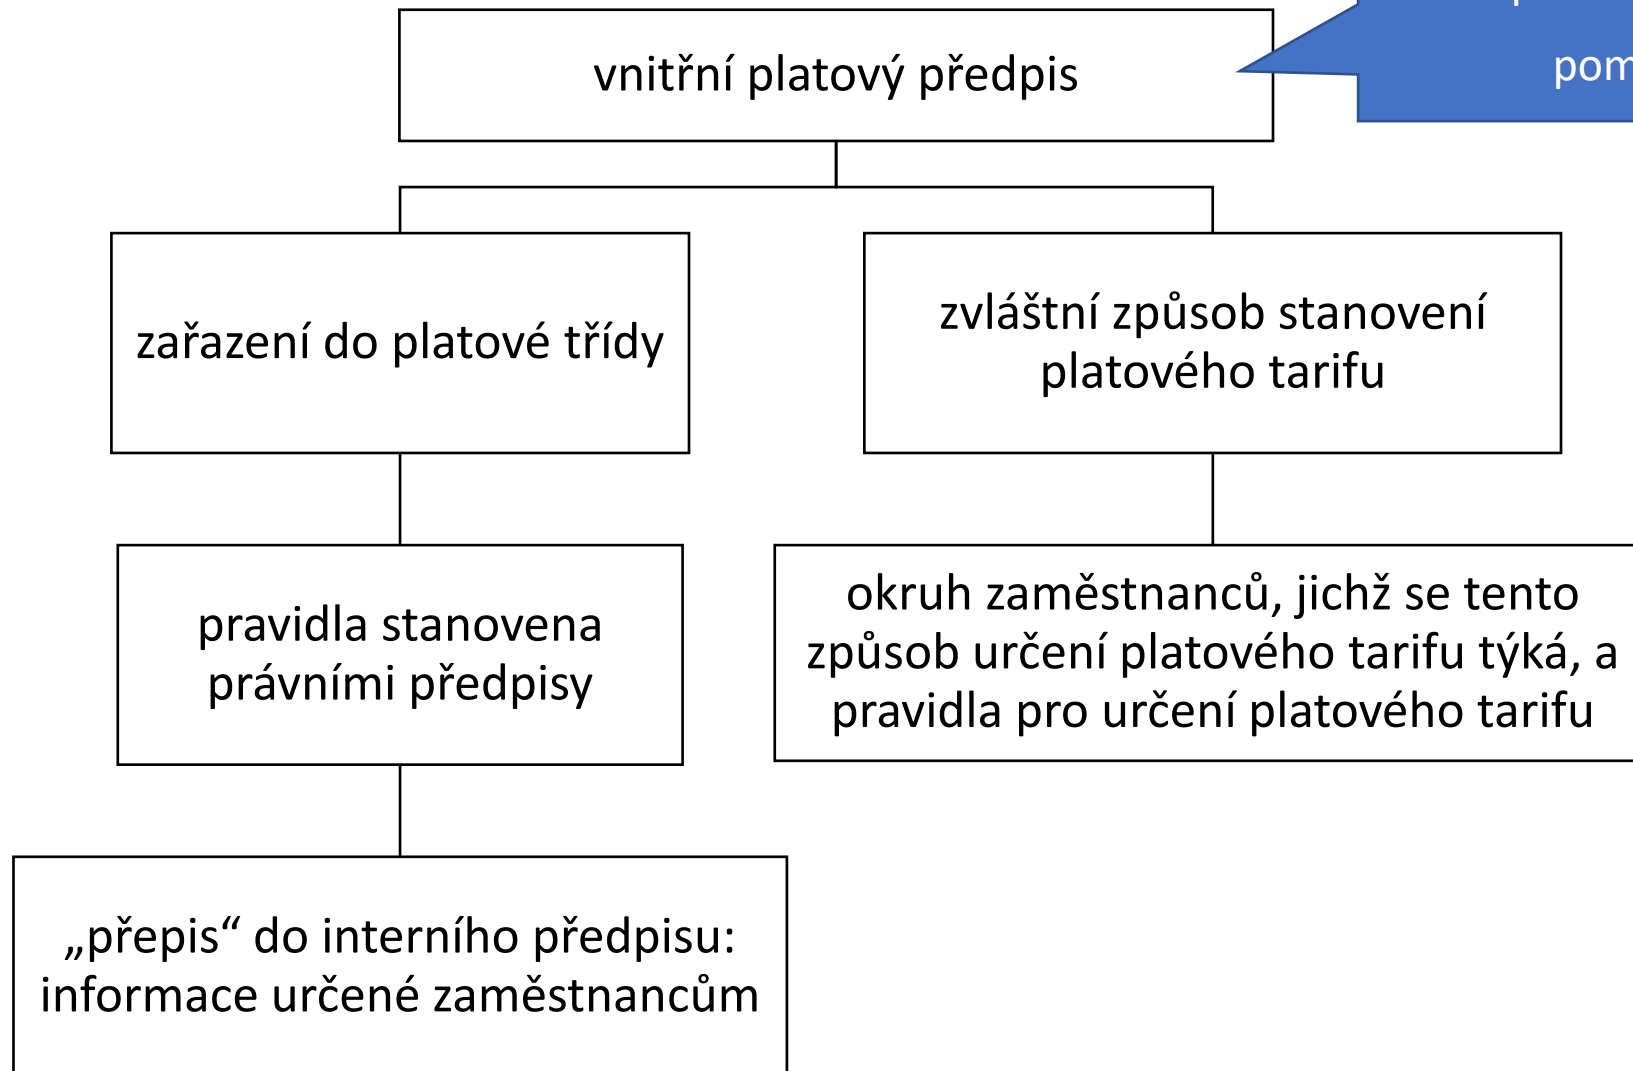 vnitřní platový předpis
zařazení do platové třídy
zvláštní způsob stanovení
platového tarifu
pravidla stanovena
právními předpisy
okruh zaměstnanců, jichž se tento
způsob určení platového tarifu týká, a
pravidla pro určení platového tarifu
„přepis“ do interního předpisu:
informace určené zaměstnancům